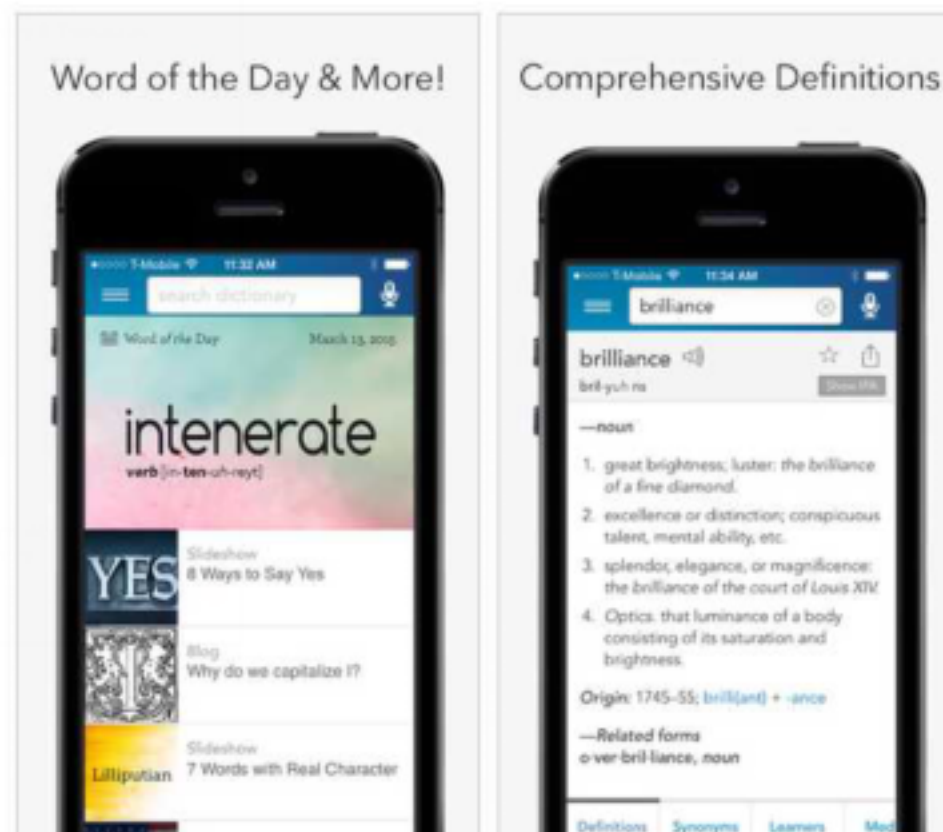 Word of the Day & More!
T-Mobile 11:32 AM
search dictionary
Word of the Day March 13, 2015
intenerate
verb [in-ten-uh-reyt]
YES
Slideshow
8 Ways to Say Yes
I
Blog
Why do we capitalize I?
Lilliputian
Slideshow
7 Words with Real Character
Comprehensive Definitions
T-Mobile 11:34 AM
brilliance
brilliance
bril-yuh ns
Show IPA
—noun
1. great brightness; luster: the brilliance
of a fine diamond.
2. excellence or distinction; conspicuous
talent, mental ability, etc.
3. splendor, elegance, or magnificence:
the brilliance of the court of Louis XIV.
4. Optics. that luminance of a body
consisting of its saturation and
brightness.
Origin: 1745–55; brilli(ant) + -ance
—Related forms
o·ver·bril·liance, noun
Definitions Synonyms Learners Med